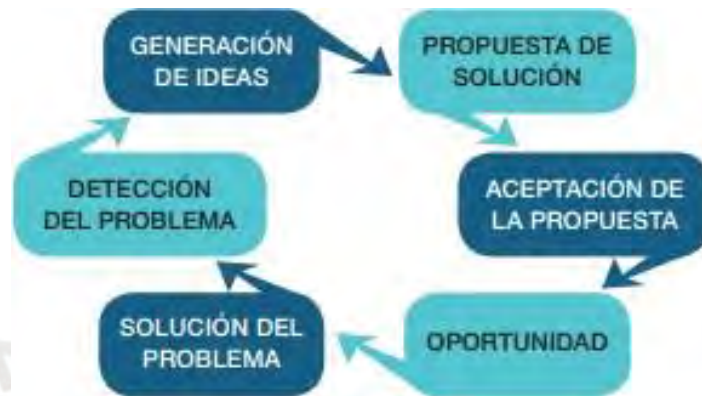 GENERACIÓN
DE IDEAS
PROPUESTA DE
SOLUCIÓN
ACEPTACIÓN DE
LA PROPUESTA
OPORTUNIDAD
SOLUCIÓN DEL
PROBLEMA
DETECCIÓN
DEL PROBLEMA